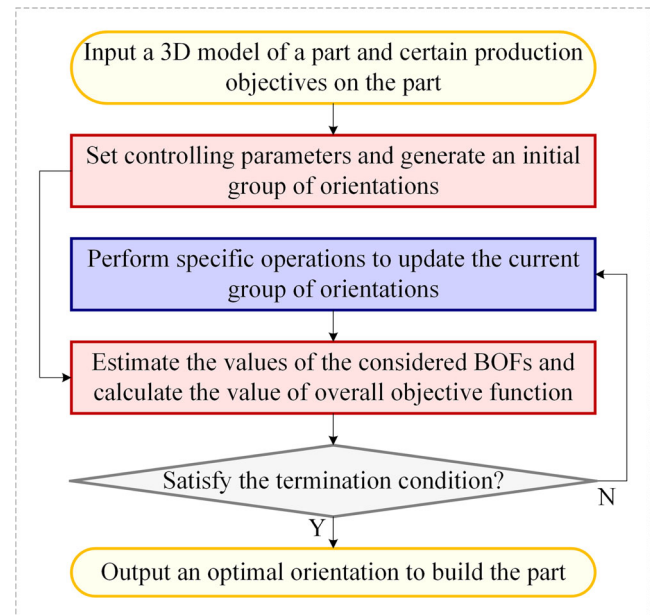 Input a 3D model of a part and certain production
objectives on the part
Set controlling parameters and generate an initial
group of orientations
Perform specific operations to update the current
group of orientations
Estimate the values of the considered BOFs and
calculate the value of overall objective function
Satisfy the termination condition?
N
Y
Output an optimal orientation to build the part